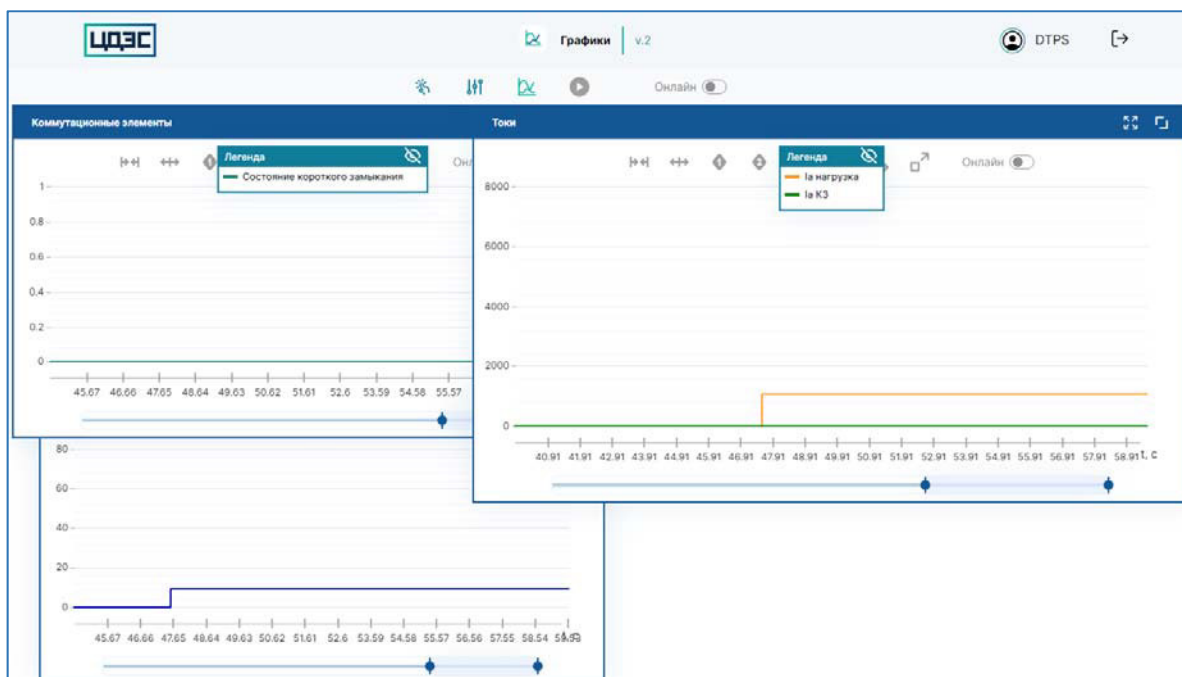 ЦДЭС
Графики
v.2
DTPS
Онлайн
Коммутационные элементы
Легенда
Состояние короткого замыкания
Онл
1
0.8
0.6
0.4
0.2
0
45.67 46.66 47.65 48.64 49.63 50.62 51.61 52.6 53.59 54.58 55.57
Токи
Легенда
Ia нагрузка
Ia КЗ
Онлайн
8000
6000
4000
2000
0
40.91 41.91 42.91 43.91 44.91 45.91 46.91 47.91 48.91 49.91 50.91 51.91 52.91 53.91 54.91 55.91 56.91 57.91 58.91 t, с
80
60
40
20
0
45.67 46.66 47.65 48.64 49.63 50.62 51.61 52.6 53.59 54.58 55.57 56.56 57.55 58.54